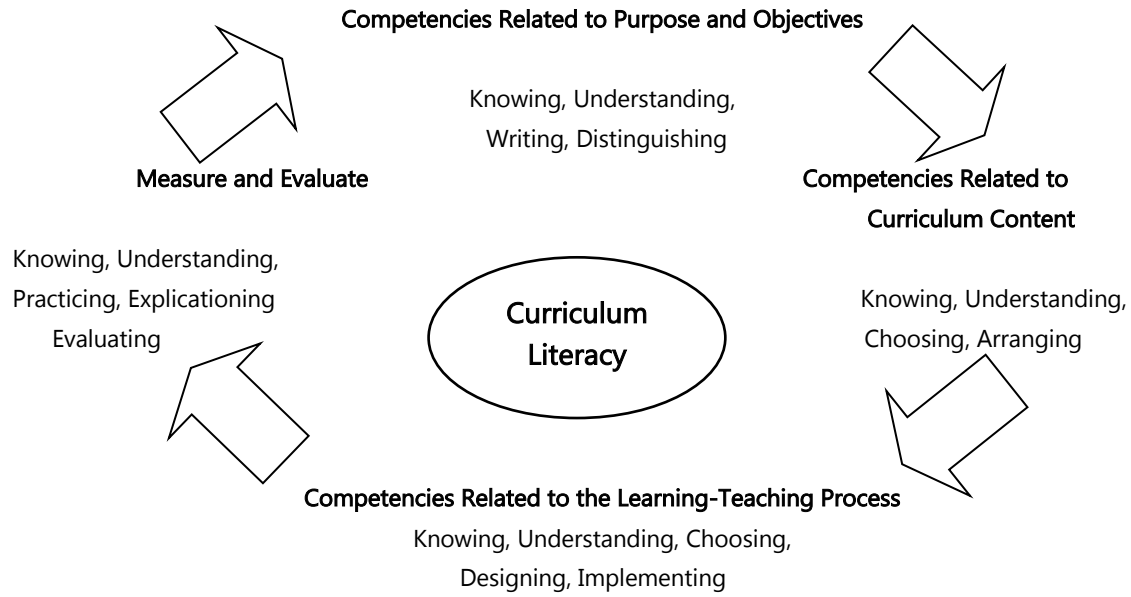 Competencies Related to Purpose and Objectives
Knowing, Understanding,
Writing, Distinguishing
Measure and Evaluate
Knowing, Understanding,
Practicing, Explicationing
Evaluating
Competencies Related to
Curriculum Content
Knowing, Understanding,
Choosing, Arranging
Curriculum
Literacy
Competencies Related to the Learning-Teaching Process
Knowing, Understanding, Choosing,
Designing, Implementing